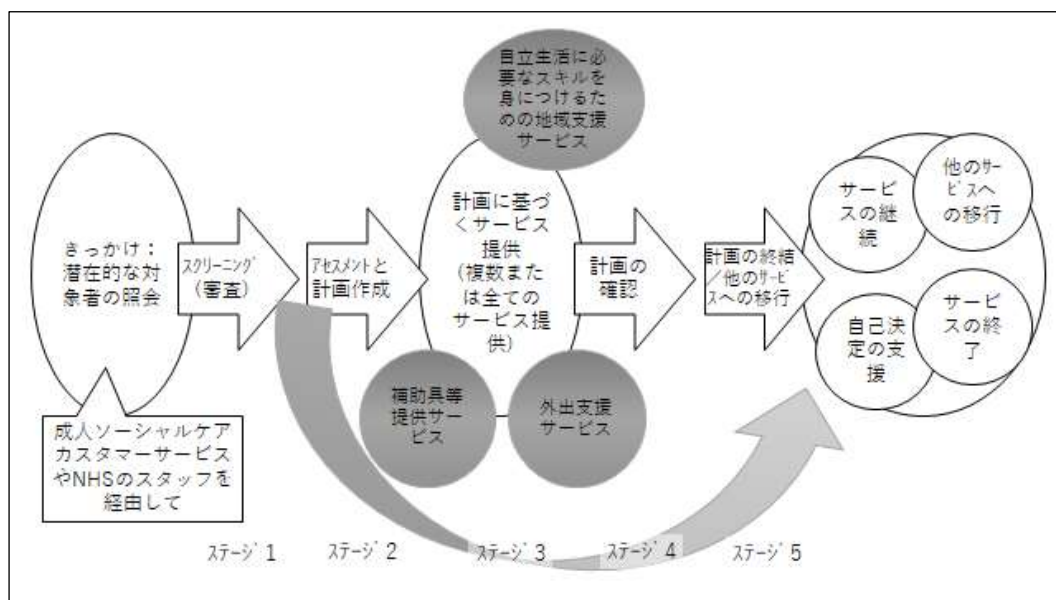 きっかけ：
潜在的な対
象者の照会
成人ソーシャルケア
カスタマーサービス
やNHSのスタッフを
経由して
ｽｸﾘｰﾆﾝｸﾞ
(審査)
ｱｾｽﾒﾝﾄと
計画作成
自立生活に必
要なスキルを
身につけるた
めの地域支援
サービス
計画に基づ
くサービス
提供
(複数また
は全ての
サービス提
供)
補助具等
提供サー
ビス
外出支援
サービス
計画の
確認
計画の終結
/他のｻｰﾋﾞ
ｽへの移行
サービ
スの継
続
他のｻｰ
ﾋﾞｽへ
の移行
自己決
定の支
援
サービ
スの終
了
ｽﾃｰｼﾞ1
ｽﾃｰｼﾞ2
ｽﾃｰｼﾞ3
ｽﾃｰｼﾞ4
ｽﾃｰｼﾞ5